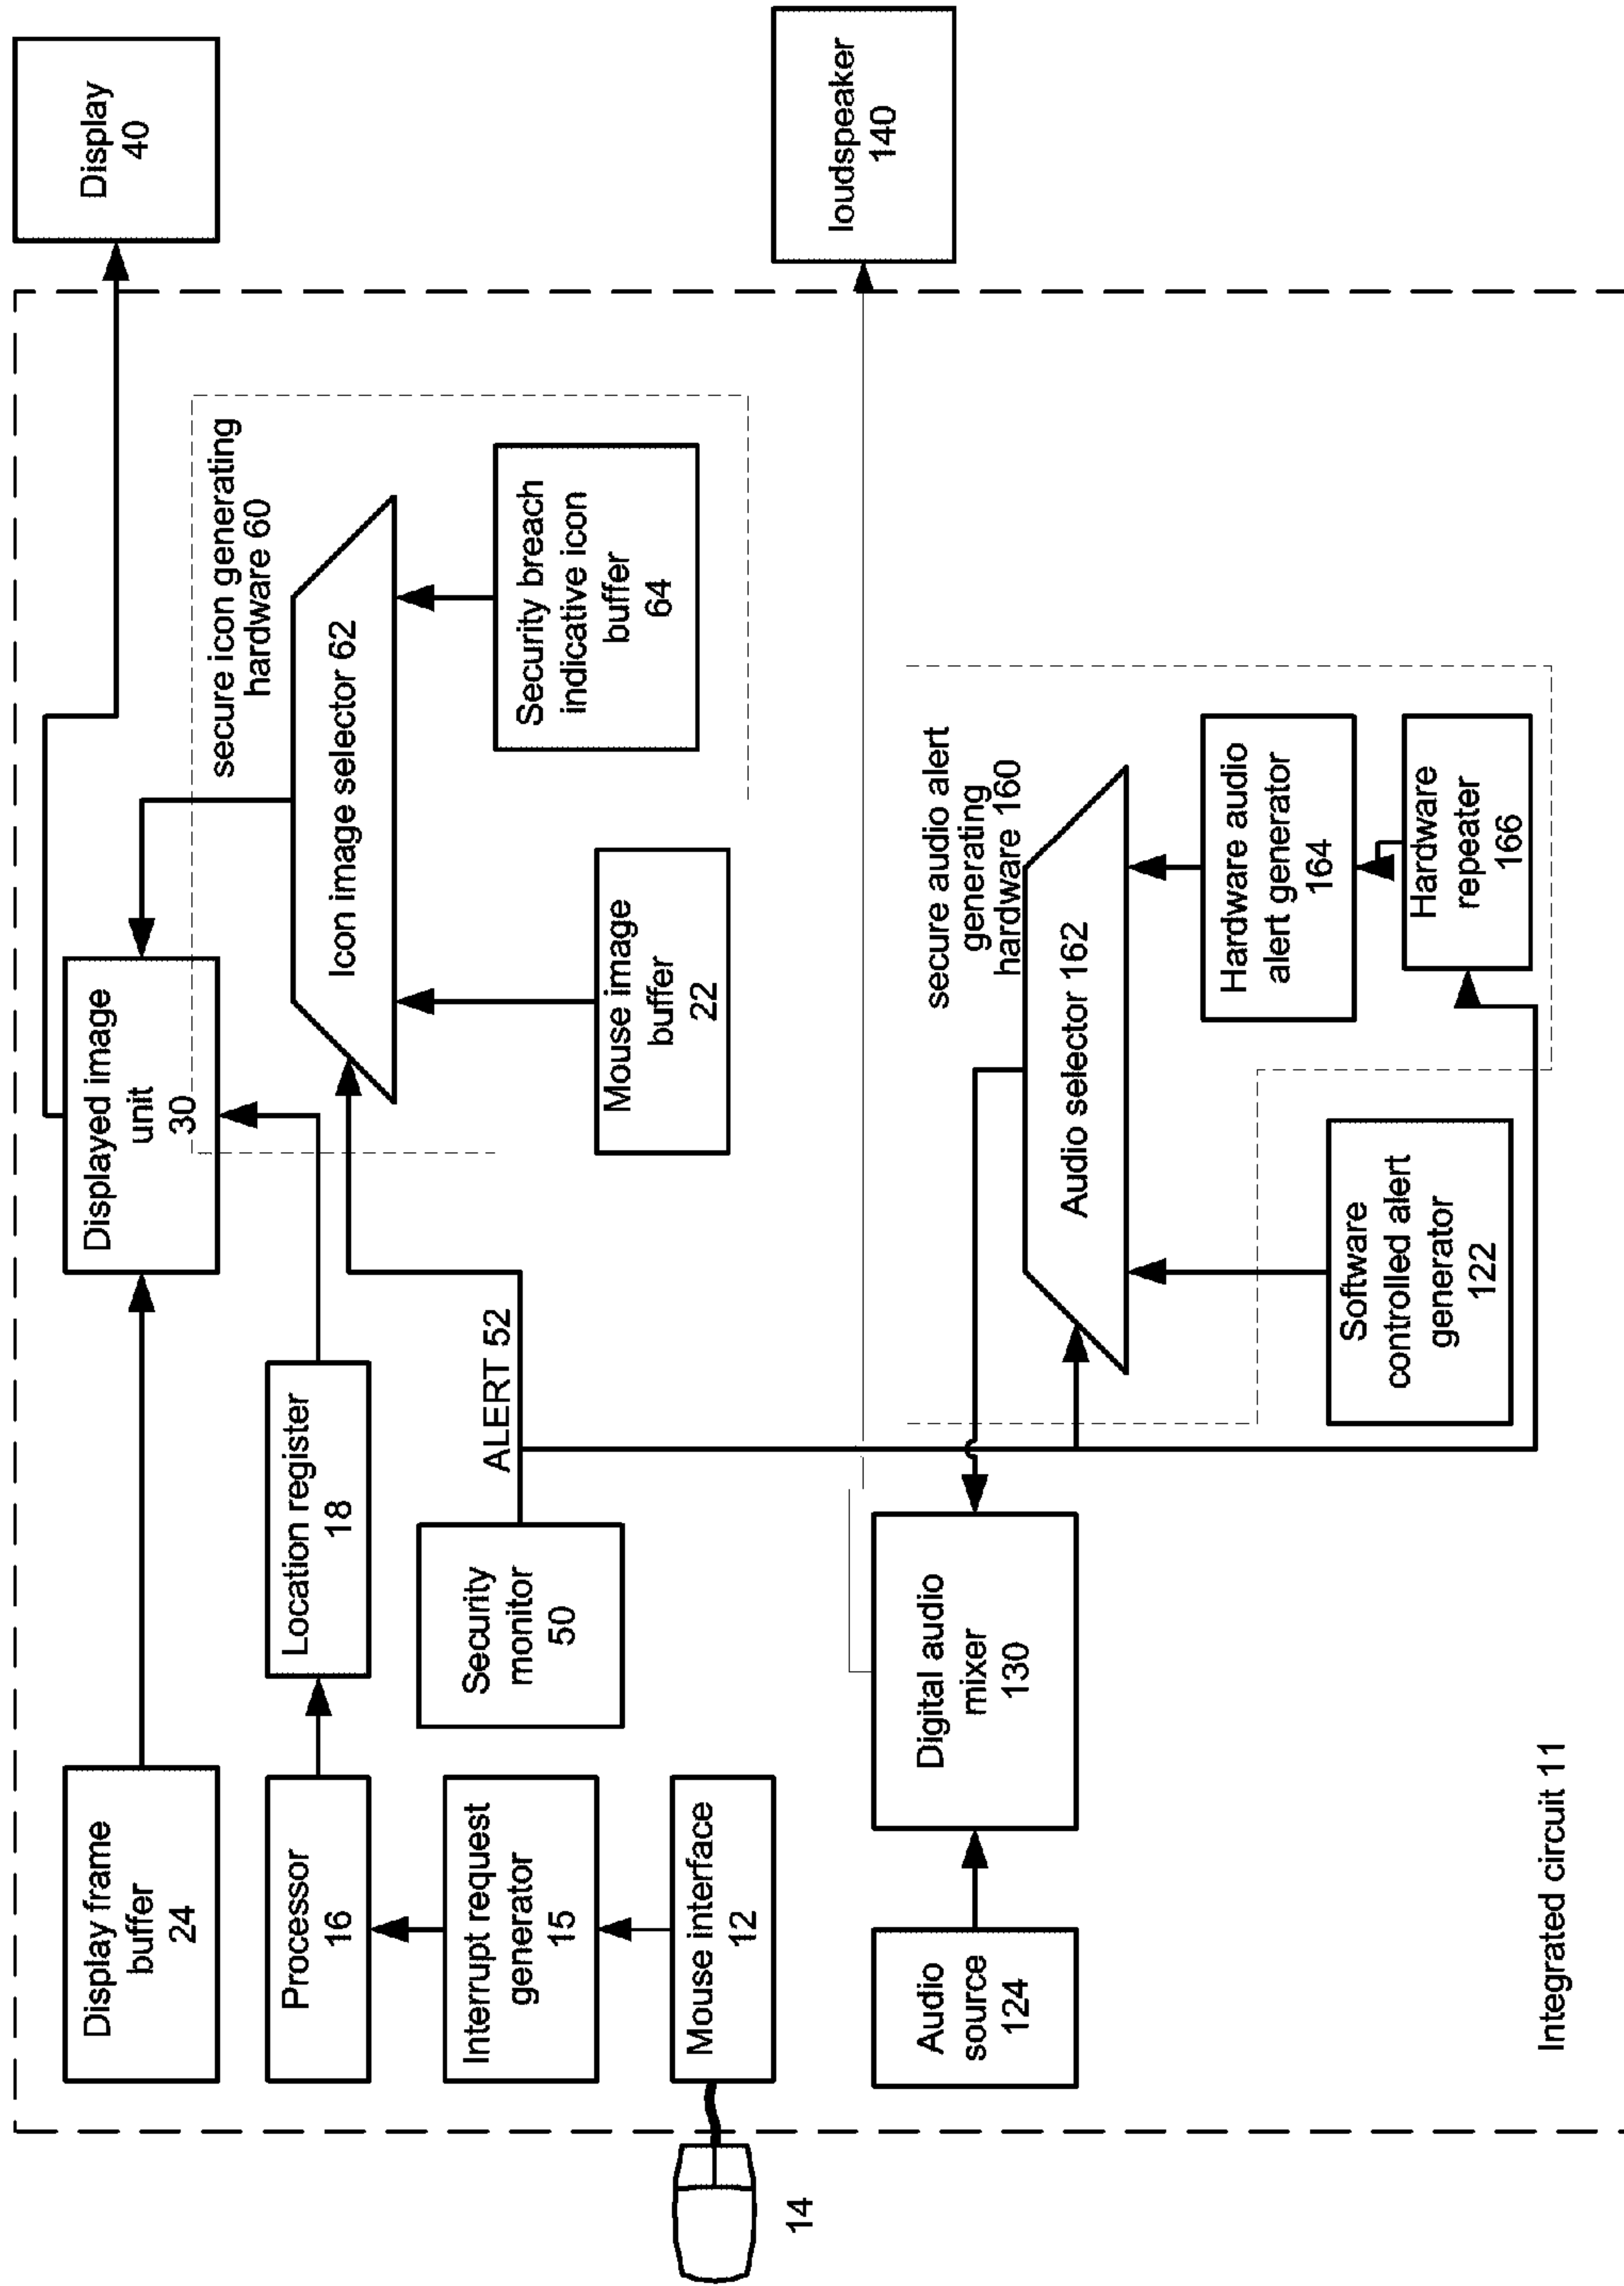 Display frame
buffer
24
Displayed image
unit
30
Display
40
Processor
16
Location register
18
secure icon generating
hardware 60
Icon image selector 62
Interrupt request
generator
15
Security
monitor
50
ALERT 52
Mouse interface
12
Mouse image
buffer
22
Security breach
indicative icon
buffer
64
14
loudspeaker
140
Audio
source
124
Digital audio
mixer
130
secure audio alert
generating
hardware 160
Audio selector 162
Hardware audio
alert generator
164
Software
controlled alert
generator
122
Hardware
repeater
166
Integrated circuit 11